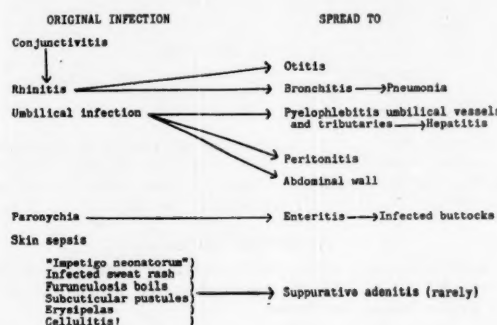 ORIGINAL INFECTION SPREAD TO
Conjunctivitis
Otitis
Rhinitis Bronchitis Pneumonia
Umbilical infection Pyelophlebitis umbilical vessels
and tributaries Hepatitis
Peritonitis
Abdominal wall
Paronychia Enteritis Infected buttocks
Skin sepsis
"Impetigo neonatorum"
Infected sweat rash
Furunculosis boils
Subcuticular pustules Suppurative adenitis (rarely)
Erysipelas
Cellulitis!